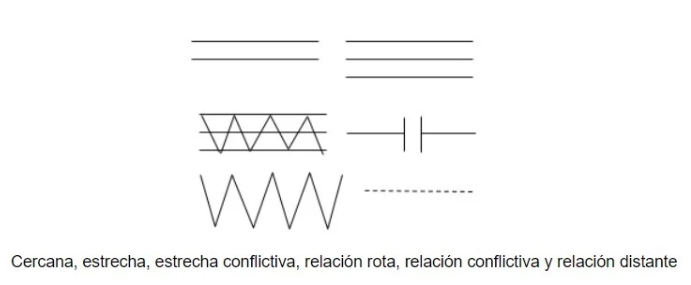 Cercana, estrecha, estrecha conflictiva, relación rota, relación conflictiva y relación distante